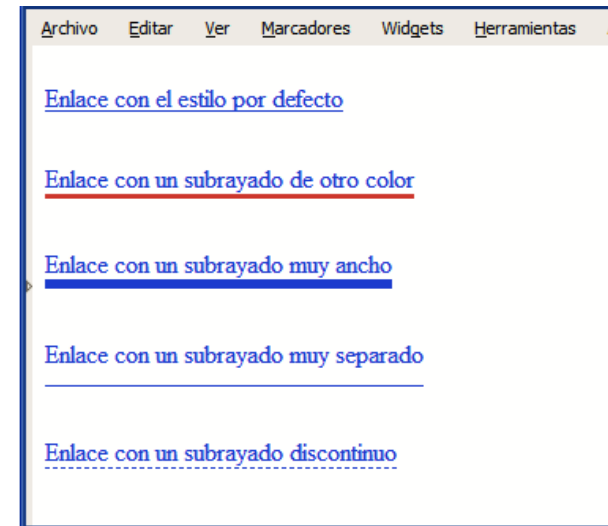 Archivo Editar Ver Marcadores Widgets Herramientas
Enlace con el estilo por defecto
Enlace con un subrayado de otro color
Enlace con un subrayado muy ancho
Enlace con un subrayado muy separado
Enlace con un subrayado discontinuo